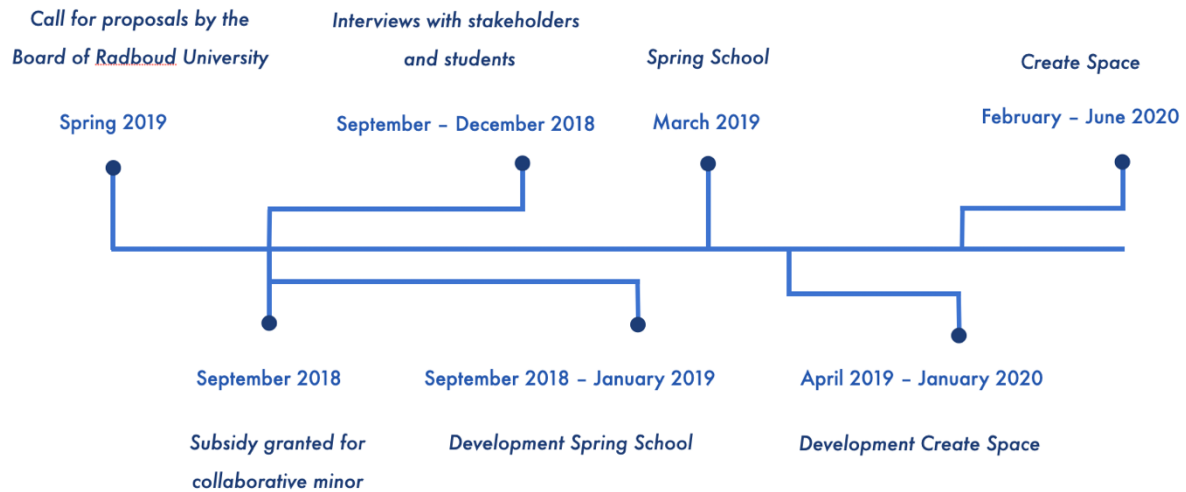 Call for proposals by the
Board of Radboud University
Spring 2019
Interviews with stakeholders
and students
September – December 2018
Spring School
March 2019
Create Space
February – June 2020
September 2018
Subsidy granted for
collaborative minor
September 2018 – January 2019
Development Spring School
April 2019 – January 2020
Development Create Space